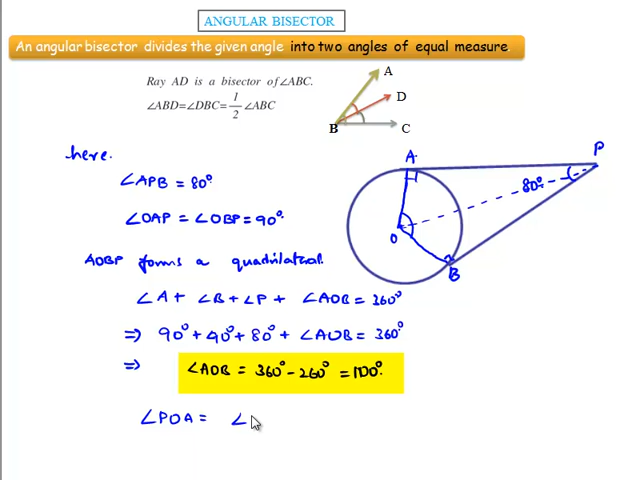 ANGULAR BISECTOR
An angular bisector divides the given angle into two angles of equal measure
Ray AD is a bisector of ∠ABC.
∠ABD=∠DBC= 1/2 ∠ABC
A
D
B
C
here.
∠APB = 80°
∠OAP = ∠OBP = 90°.
AOBP forms a quadrilateral.
∠A + ∠B + ∠P + ∠AOB = 360°
⇒ 90° + 90° + 80° + ∠AOB = 360°
⇒ ∠AOB = 360° - 260° = 100°.
∠POA = ∠
A
P
80°
O
B